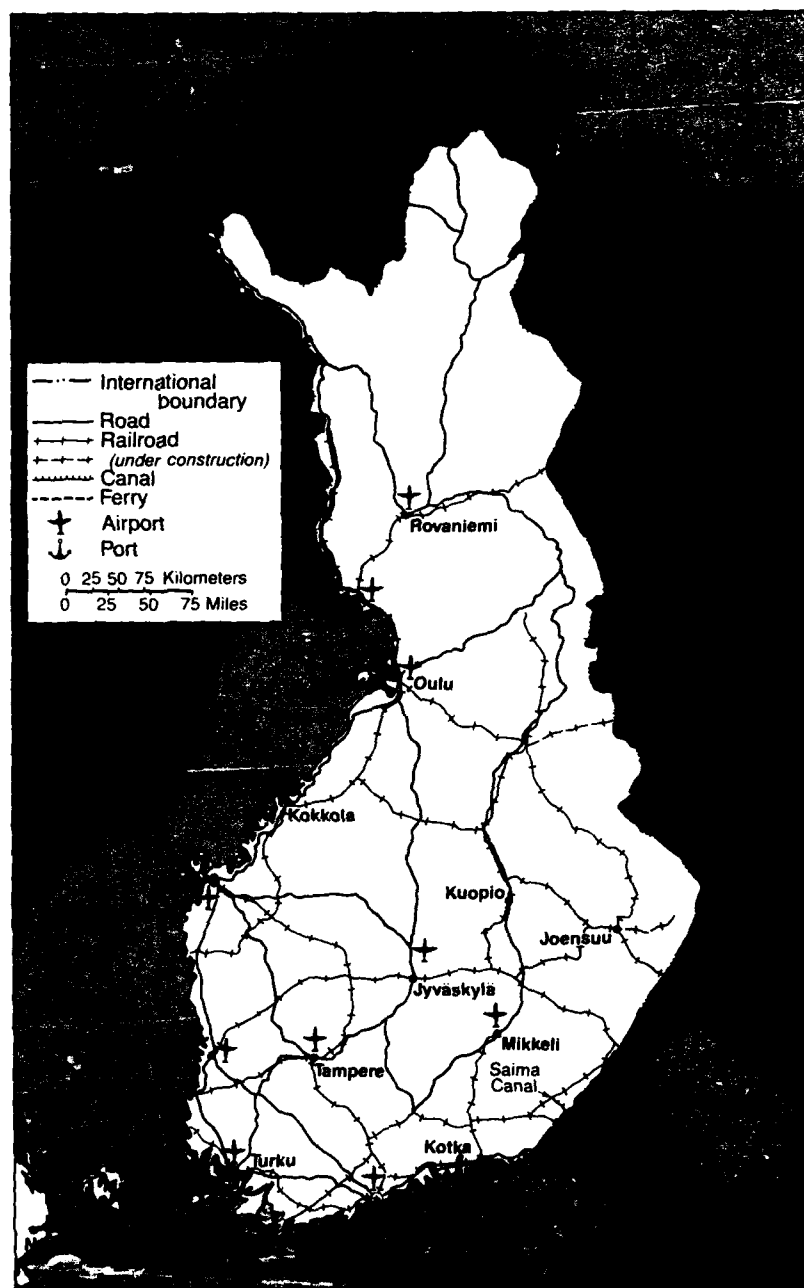 International
boundary
Road
Railroad
(under construction)
Canal
Ferry
Airport
Port
0 25 50 75 Kilometers
0 25 50 75 Miles
Rovaniemi
Oulu
Kokkola
Kuopio
Joensuu
Jyväskylä
Mikkeli
Tampere
Saima
Canal
Kotka
Turku